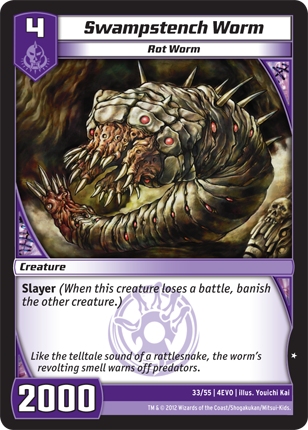 4
Swampstench Worm
Rot Worm
Creature
Slayer (When this creature loses a battle, banish
the other creature.)
Like the telltale sound of a rattlesnake, the worm's
revolting smell warns off predators.
2000
33/55 | 4EVO | illus. Youichi Kai
TM & © 2012 Wizards of the Coast/Shogakukan/Mitsui-Kids.